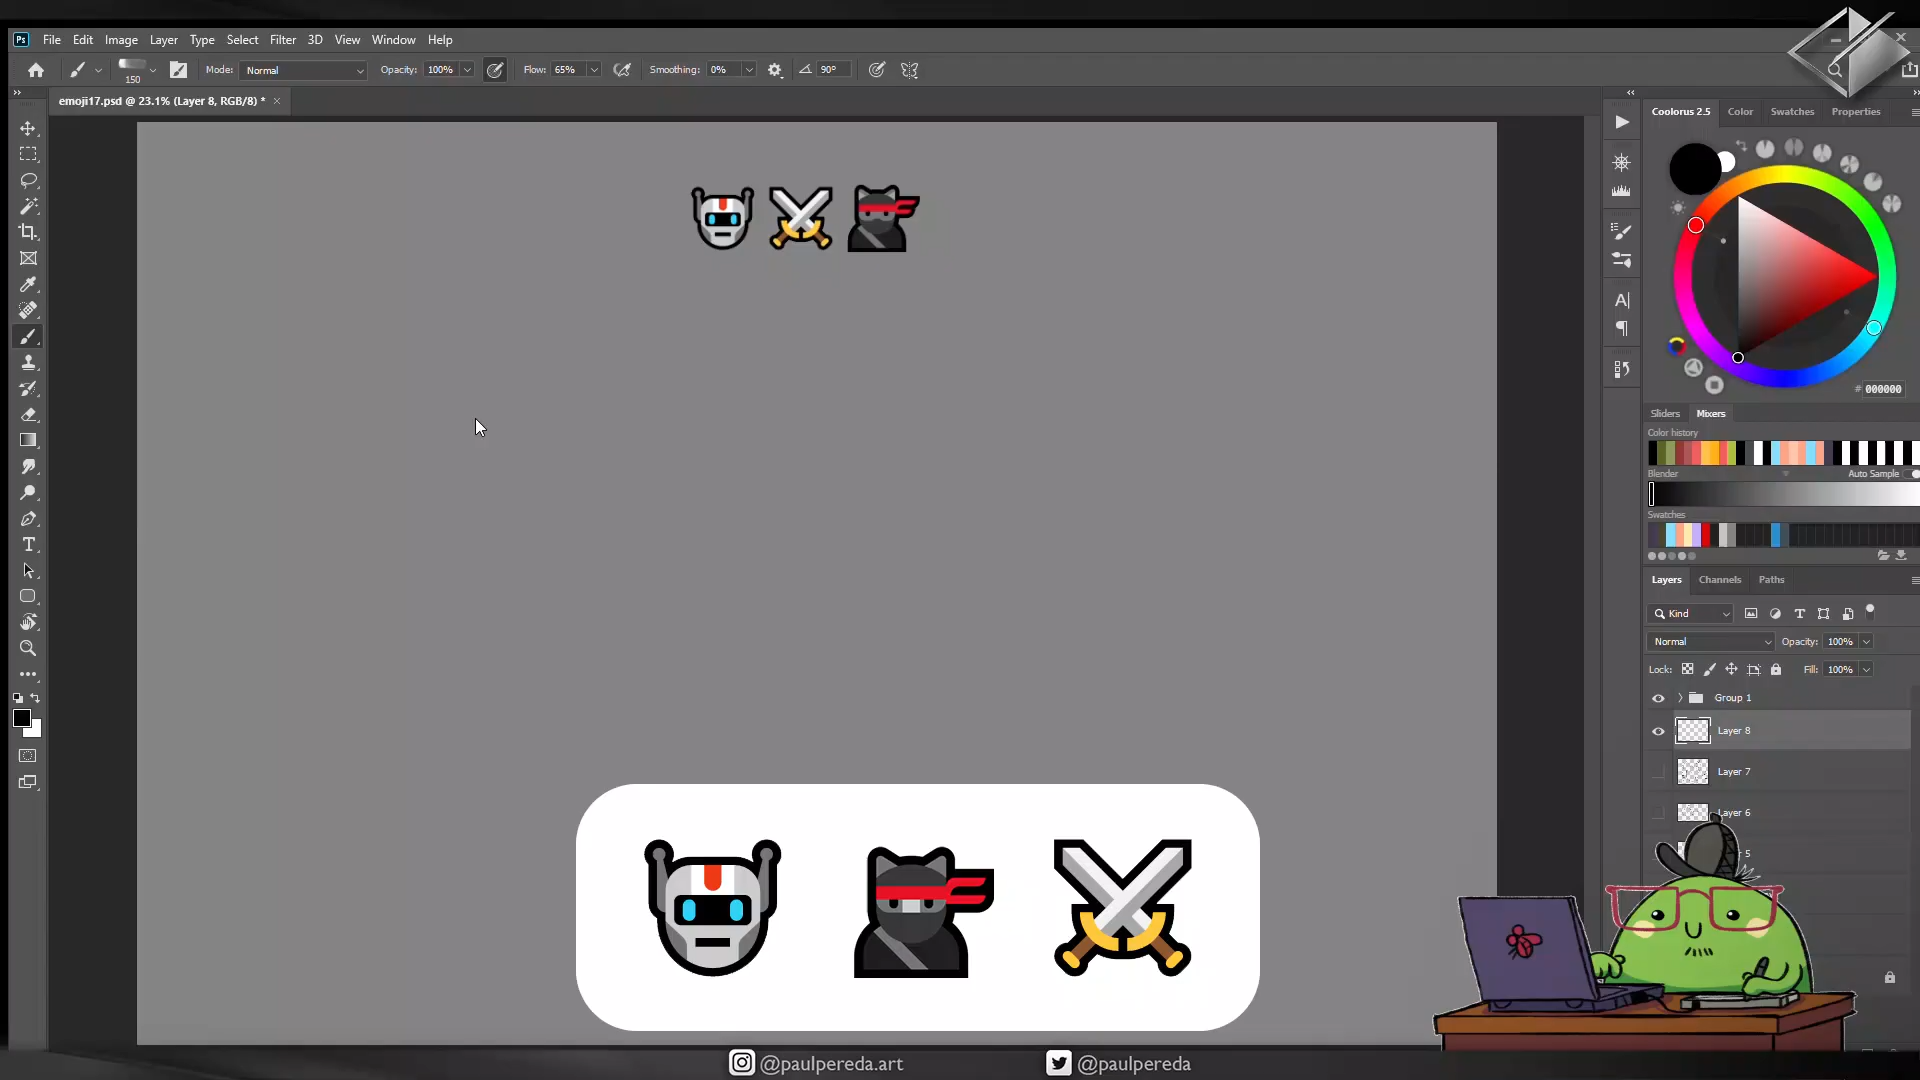 Ps File Edit Image Layer Type Select Filter 3D View Window Help
150 Mode: Normal Opacity: 100% Flow: 65% Smoothing: 0% 90°
emoji17.psd @ 23.1% (Layer 8, RGB/8) *
Coolorus 2.5 Color Swatches Properties
# 000000
Sliders Mixers
Color history
Blender Auto Sample
Swatches
Layers Channels Paths
Kind
Normal Opacity: 100%
Lock: Fill: 100%
Group 1
Layer 8
Layer 7
Layer 6
5
@paulpereda.art @paulpereda